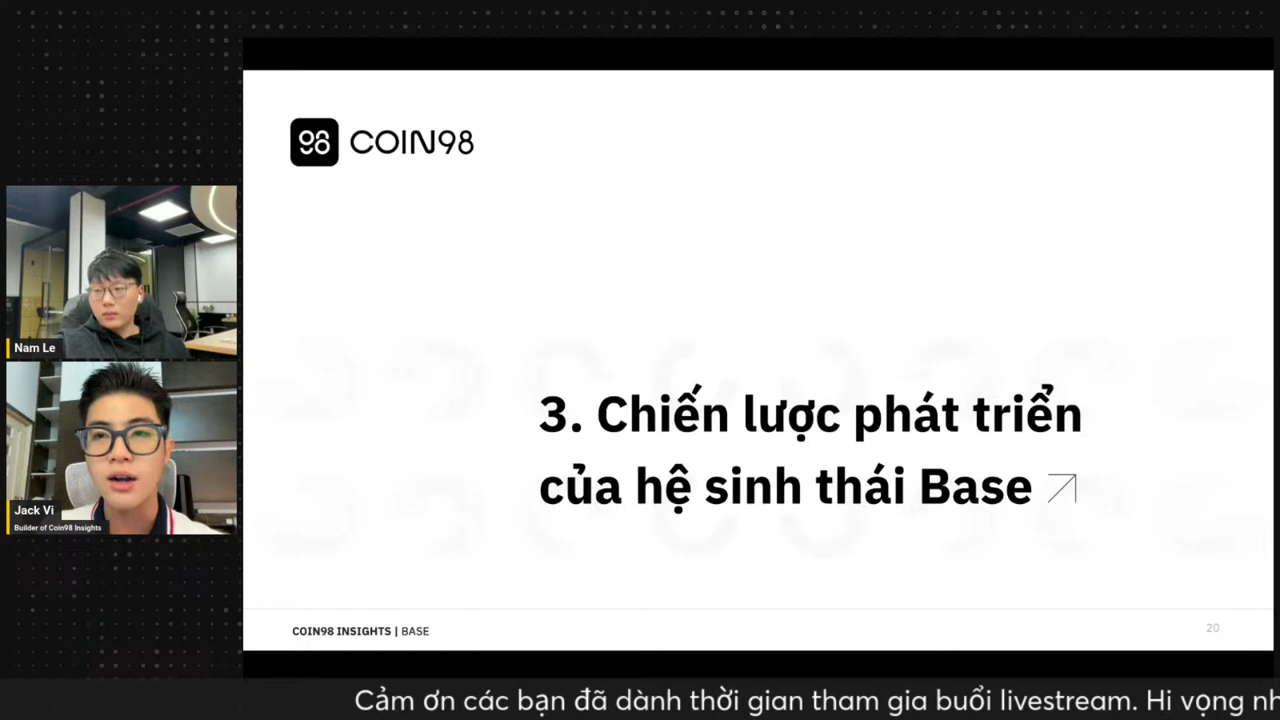 98 COIN98
Nam Le
Jack Vi
Builder of Coin98 Insights
3. Chiến lược phát triển
của hệ sinh thái Base
COIN98 INSIGHTS | BASE
20
Cảm ơn các bạn đã dành thời gian tham gia buổi livestream. Hi vọng nh